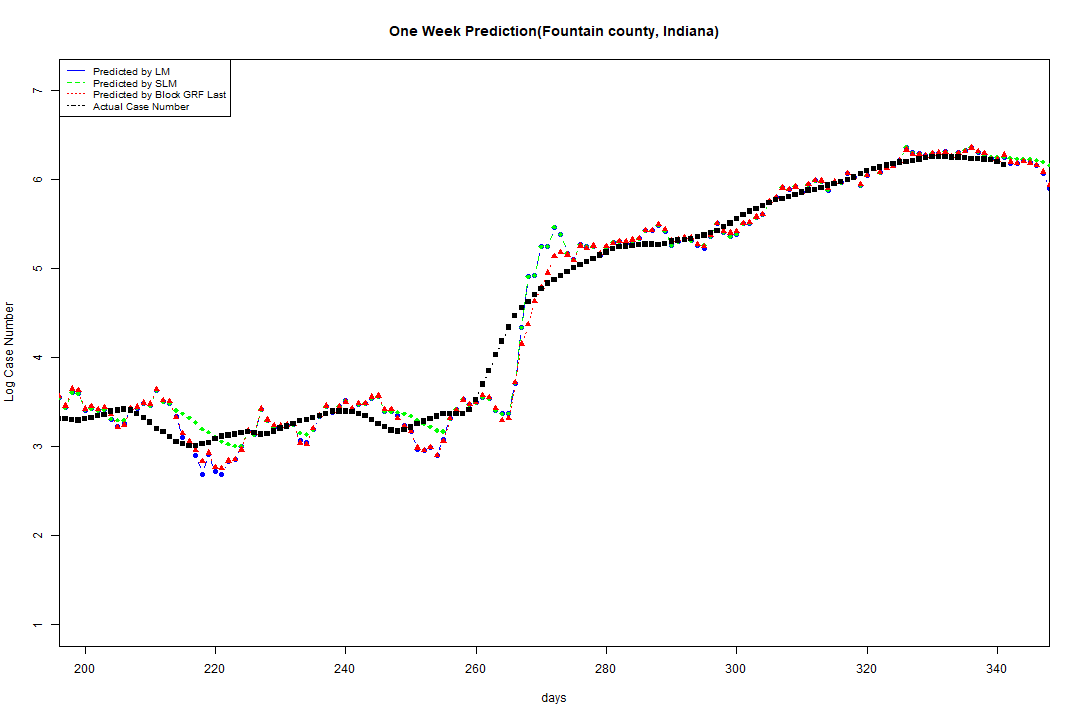 One Week Prediction(Fountain county, Indiana)
Predicted by LM
Predicted by SLM
Predicted by Block GRF Last
Actual Case Number
7
6
5
4
3
2
1
Log Case Number
200 220 240 260 280 300 320 340
days